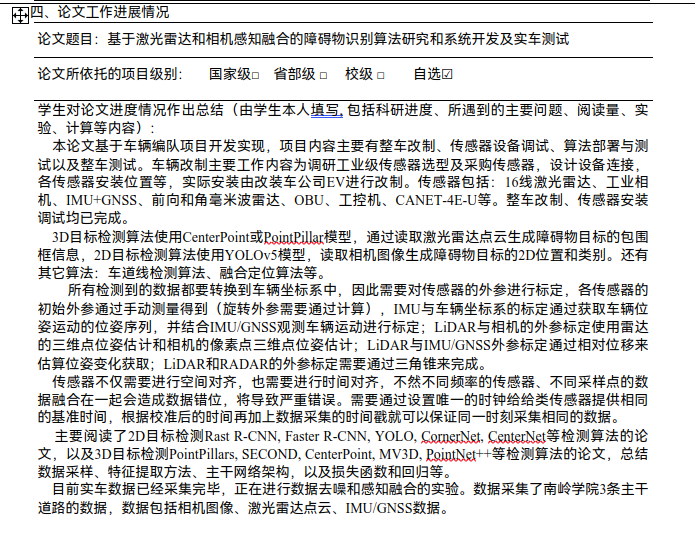 四、论文工作进展情况
论文题目：基于激光雷达和相机感知融合的障碍物识别算法研究和系统开发及实车测试
论文所依托的项目级别： 国家级□ 省部级 □ 校级 □ 自选☑
学生对论文进度情况作出总结（由学生本人填写,包括科研进度、所遇到的主要问题、阅读量、实
验、计算等内容）:
本论文基于车辆编队项目开发实现，项目内容主要有整车改制、传感器设备调试、算法部署与测
试以及整车测试。车辆改制主要工作内容为调研工业级传感器选型及采购传感器，设计设备连接，
各传感器安装位置等，实际安装由改装车公司EV进行改制。传感器包括：16线激光雷达、工业相
机、IMU+GNSS、前向和角毫米波雷达、OBU、工控机、CANET-4E-U等。整车改制、传感器安装
调试均已完成。
3D目标检测算法使用CenterPoint或PointPillar模型，通过读取激光雷达点云生成障碍物目标的包围
框信息，2D目标检测算法使用YOLOv5模型，读取相机图像生成障碍物目标的2D位置和类别。还有
其它算法：车道线检测算法、融合定位算法等。
所有检测到的数据都要转换到车辆坐标系中，因此需要对传感器的外参进行标定，各传感器的
初始外参通过手动测量得到（旋转外参需要通过计算），IMU与车辆坐标系的标定通过获取车辆位
姿运动的位姿序列，并结合IMU/GNSS观测车辆运动进行标定；LiDAR与相机的外参标定使用雷达
的三维点位姿估计和相机的像素点三维点位姿估计；LiDAR与IMU/GNSS外参标定通过相对位移来
估算位姿变化获取；LiDAR和RADAR的外参标定需要通过三角锥来完成。
传感器不仅需要进行空间对齐，也需要进行时间对齐，不然不同频率的传感器、不同采样点的数
据融合在一起会造成数据错位，将导致严重错误。需要通过设置唯一的时钟给给类传感器提供相同
的基准时间，根据校准后的时间再加上数据采集的时间戳就可以保证同一时刻采集相同的数据。
主要阅读了2D目标检测Rast R-CNN, Faster R-CNN, YOLO, CornerNet, CenterNet等检测算法的论
文，以及3D目标检测PointPillars, SECOND, CenterPoint, MV3D, PointNet++等检测算法的论文，总结
数据采样、特征提取方法、主干网络架构，以及损失函数和回归等。
目前实车数据已经采集完毕，正在进行数据去噪和感知融合的实验。数据采集了南岭学院3条主干
道路的数据，数据包括相机图像、激光雷达点云、IMU/GNSS数据。